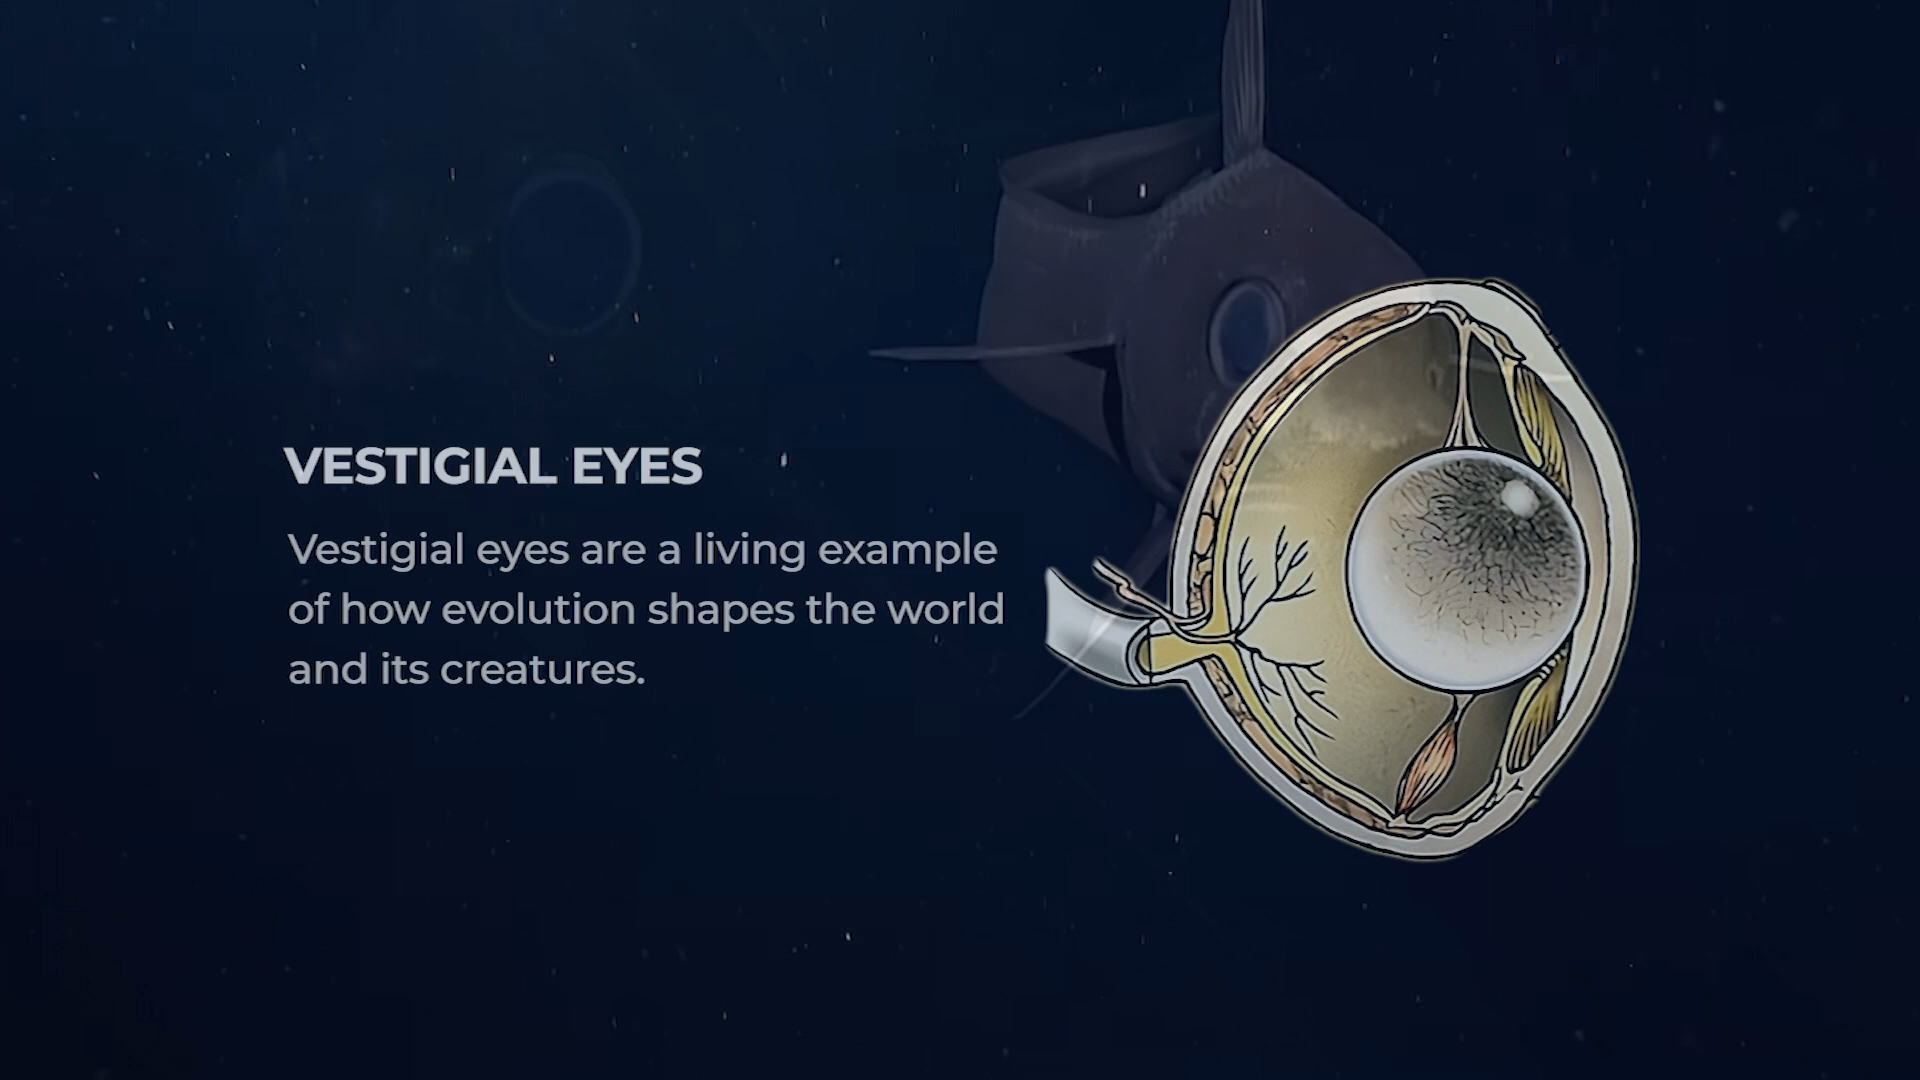 VESTIGIAL EYES
Vestigial eyes are a living example
of how evolution shapes the world
and its creatures.